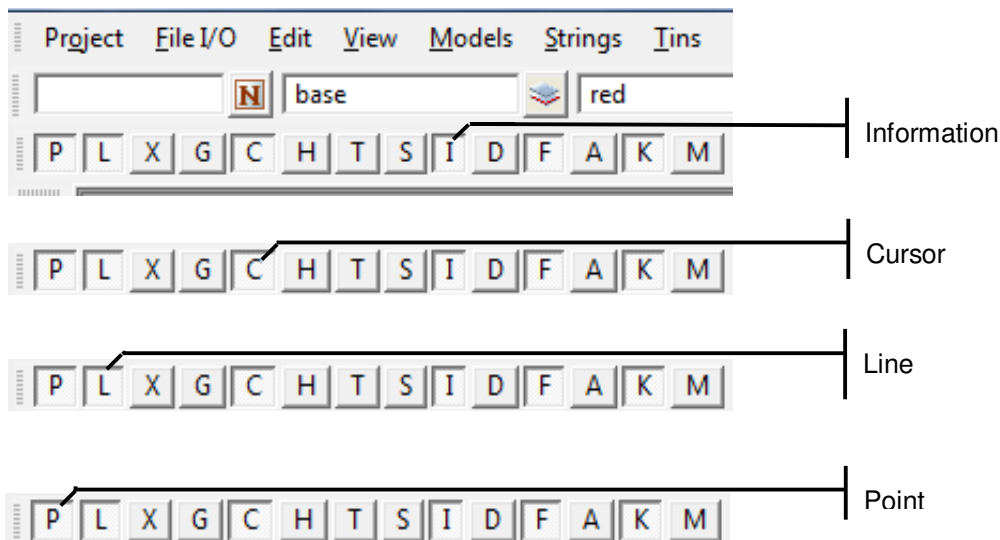 Project File I/O Edit View Models Strings Tins
N base red
P L X G C H T S I D F A K M
Information
P L X G C H T S I D F A K M
Cursor
P L X G C H T S I D F A K M
Line
P L X G C H T S I D F A K M
Point